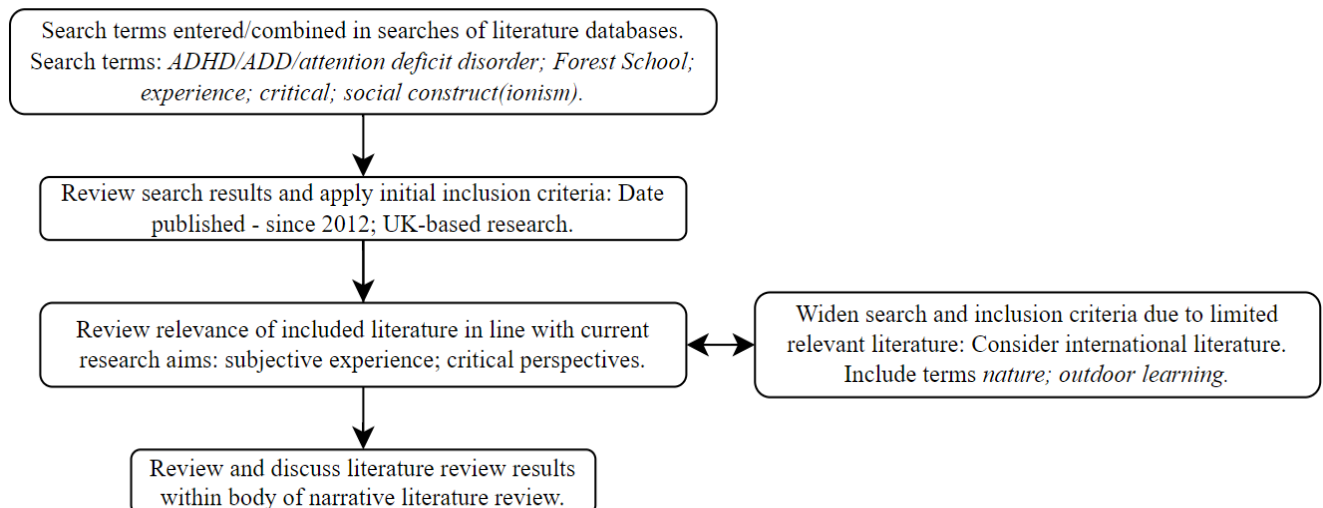 Search terms entered/combined in searches of literature databases.
Search terms: ADHD/ADD/attention deficit disorder; Forest School;
experience; critical; social construct(ionism).
Review search results and apply initial inclusion criteria: Date
published - since 2012; UK-based research.
Review relevance of included literature in line with current
research aims: subjective experience; critical perspectives.
Widen search and inclusion criteria due to limited
relevant literature: Consider international literature.
Include terms nature; outdoor learning.
Review and discuss literature review results
within body of narrative literature review.